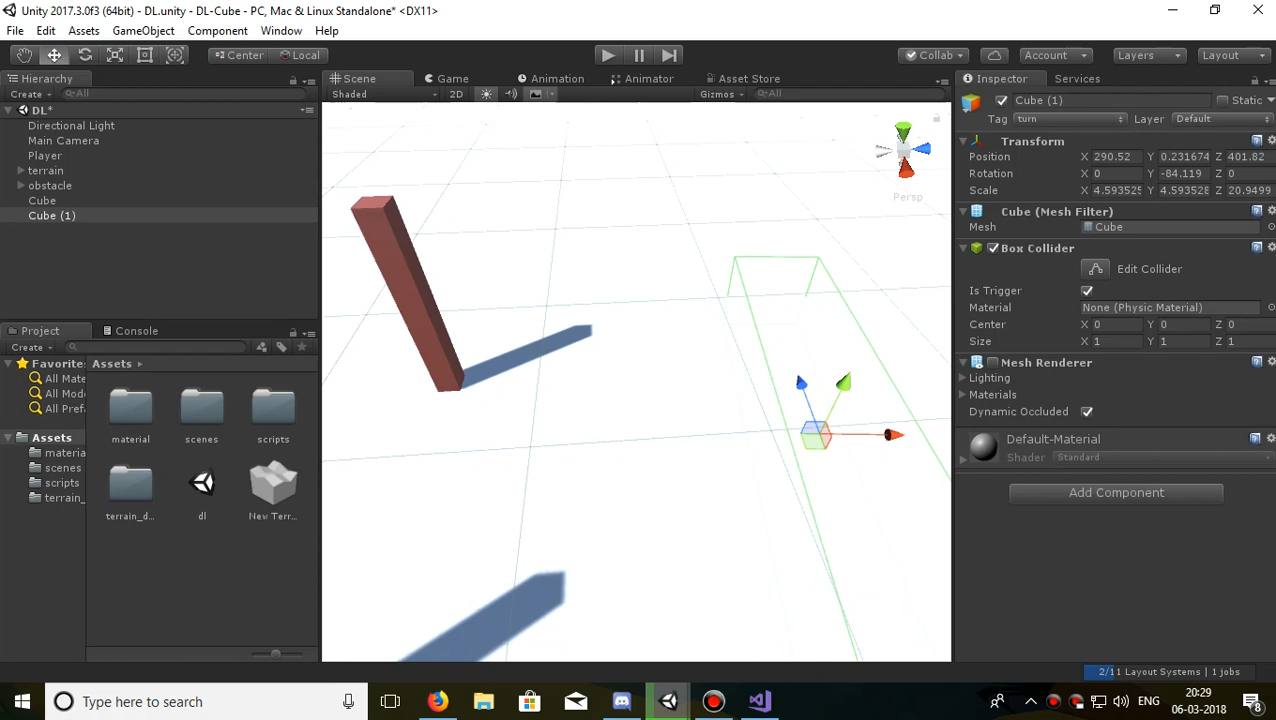 Unity 2017.3.0f3 (64bit) - DL.unity - DL-Cube - PC, Mac & Linux Standalone* <DX11>
File Edit Assets GameObject Component Window Help
Center Local Collab Account Layers Layout
Hierarchy Scene Game Animation Animator Asset Store Inspector Services
Create All Shaded 2D Gizmos All Cube (1) Static
DL* Tag turn Layer Default
Directional Light
Main Camera Transform
Player Position X 290.52 Y 0.231674 Z 401.82
terrain Rotation X 0 Y -84.119 Z 0
obstacle Scale X 4.593525 Y 4.593528 Z 20.9499
Cube Persp
Cube (1) Cube (Mesh Filter)
Mesh Cube
Box Collider
Edit Collider
Is Trigger
Material None (Physic Material)
Center X 0 Y 0 Z 0
Size X 1 Y 1 Z 1
Project Console
Create
Favorite Assets
All Mate
All Mod
All Pref
Mesh Renderer
Lighting
Materials
Dynamic Occluded
Assets
materia
scenes
scripts
terrain_
material scenes scripts
terrain_d... dl New Terr...
Default-Material
Shader Standard
Add Component
2/11 Layout Systems | 1 jobs
Type here to search
ENG
20:29
06-03-2018
8